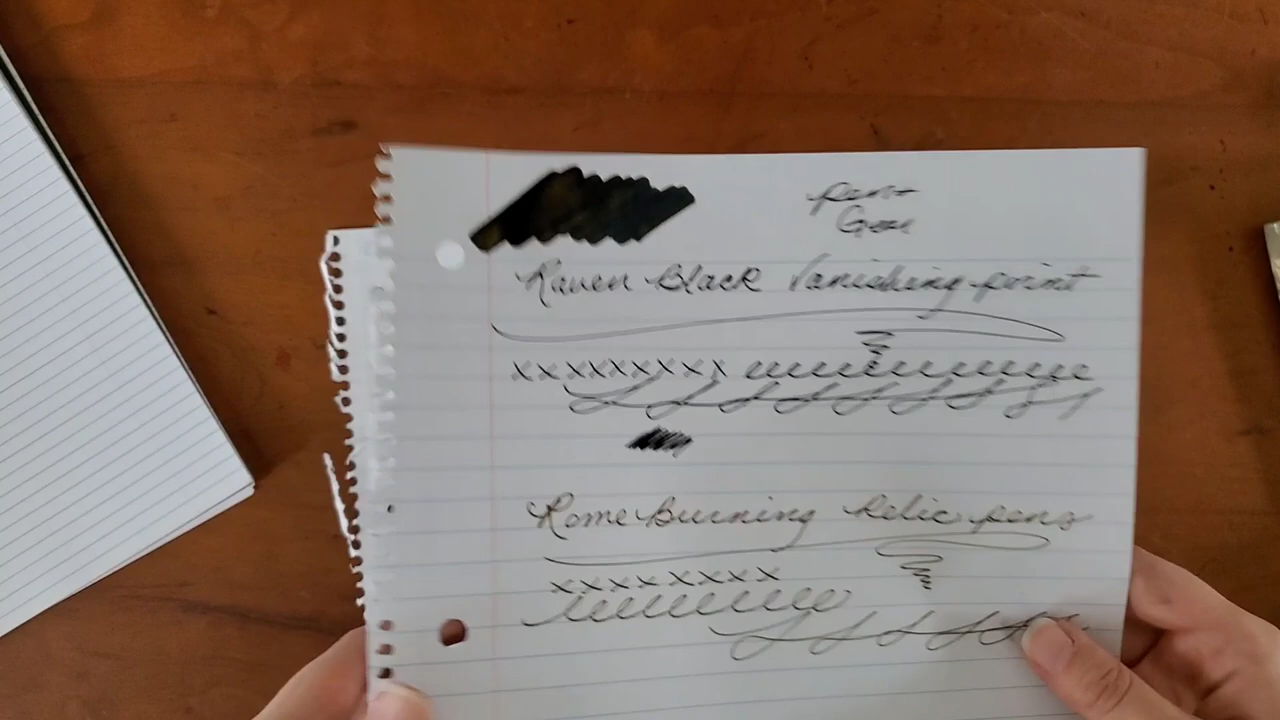 Raven Black Vanishing point
x x x x x x x x x x
Rome Burning Relic pens
x x x x x x x x